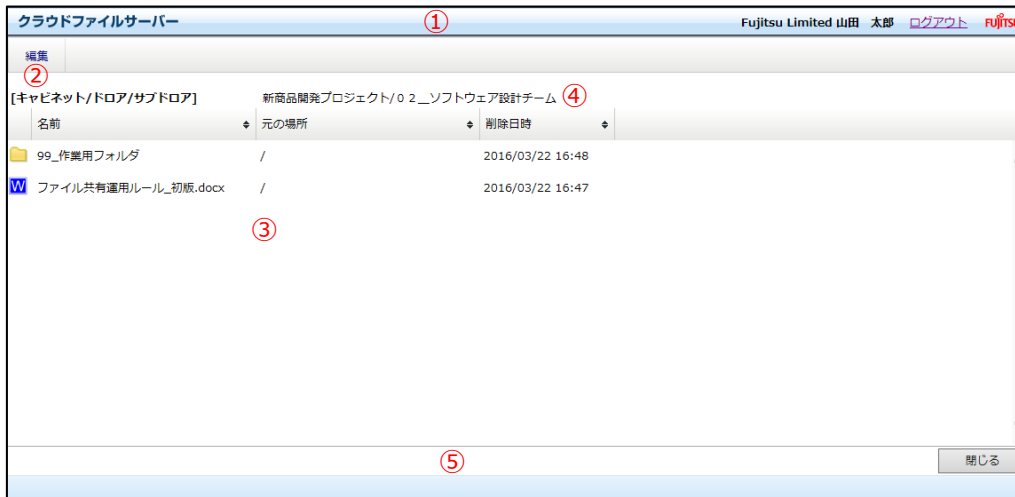 クラウドファイルサーバー ① Fujitsu Limited 山田 太郎 ログアウト FUJITSU
編集
②
[キャビネット/ドロア/サブドロア] 新商品開発プロジェクト/０２__ソフトウェア設計チーム ④
名前 元の場所 削除日時
99_作業用フォルダ / 2016/03/22 16:48
W ファイル共有運用ルール_初版.docx / 2016/03/22 16:47
③
⑤ 閉じる